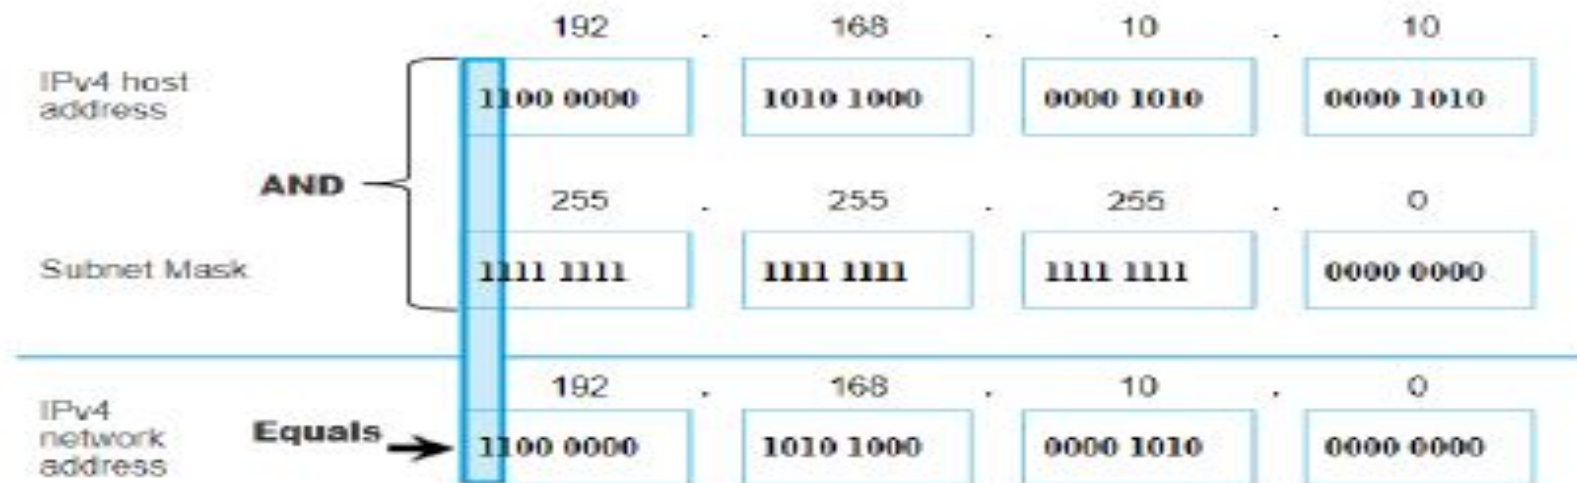 192 . 168 . 10 . 10
IPv4 host
address
1100 0000 1010 1000 0000 1010 0000 1010
AND
255 . 255 . 255 . 0
Subnet Mask
1111 1111 1111 1111 1111 1111 0000 0000
192 . 168 . 10 . 0
IPv4
network
address
Equals
1100 0000 1010 1000 0000 1010 0000 0000